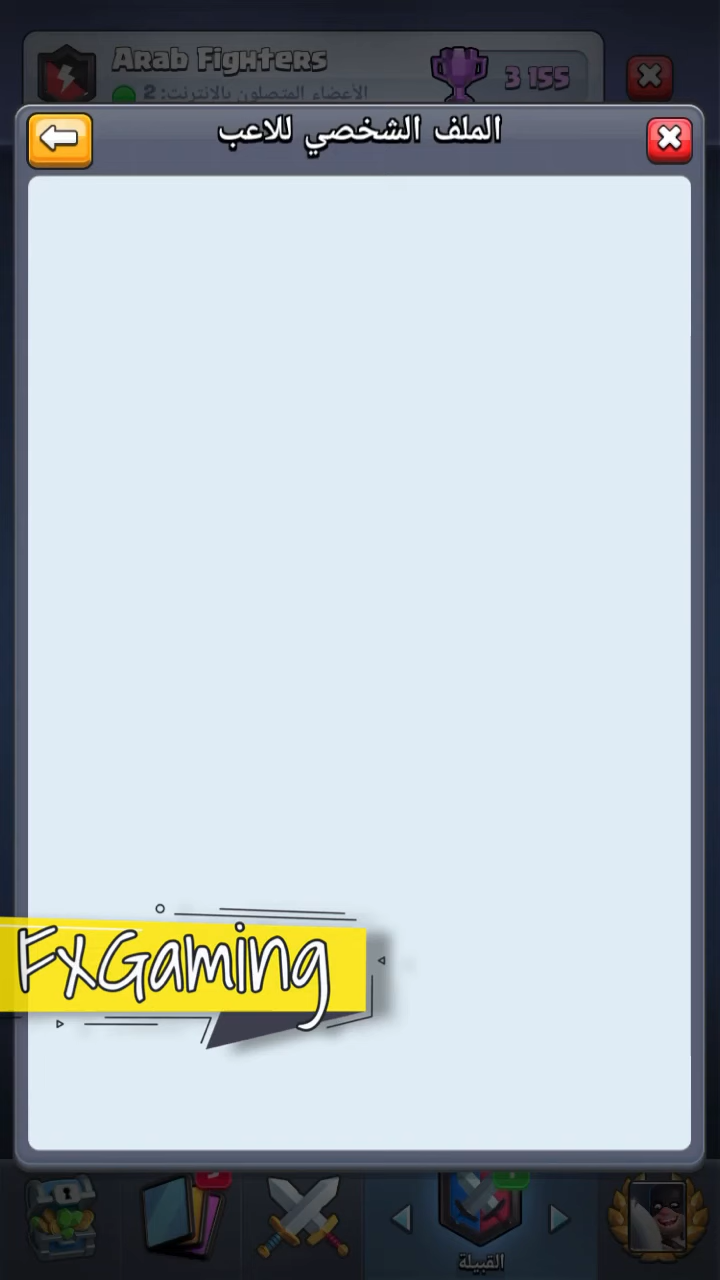 Arab Fighters
3 155
الأعضاء المتصلون بالانترنت: 2
الملف الشخصي للاعب
FxGaming
القبيلة